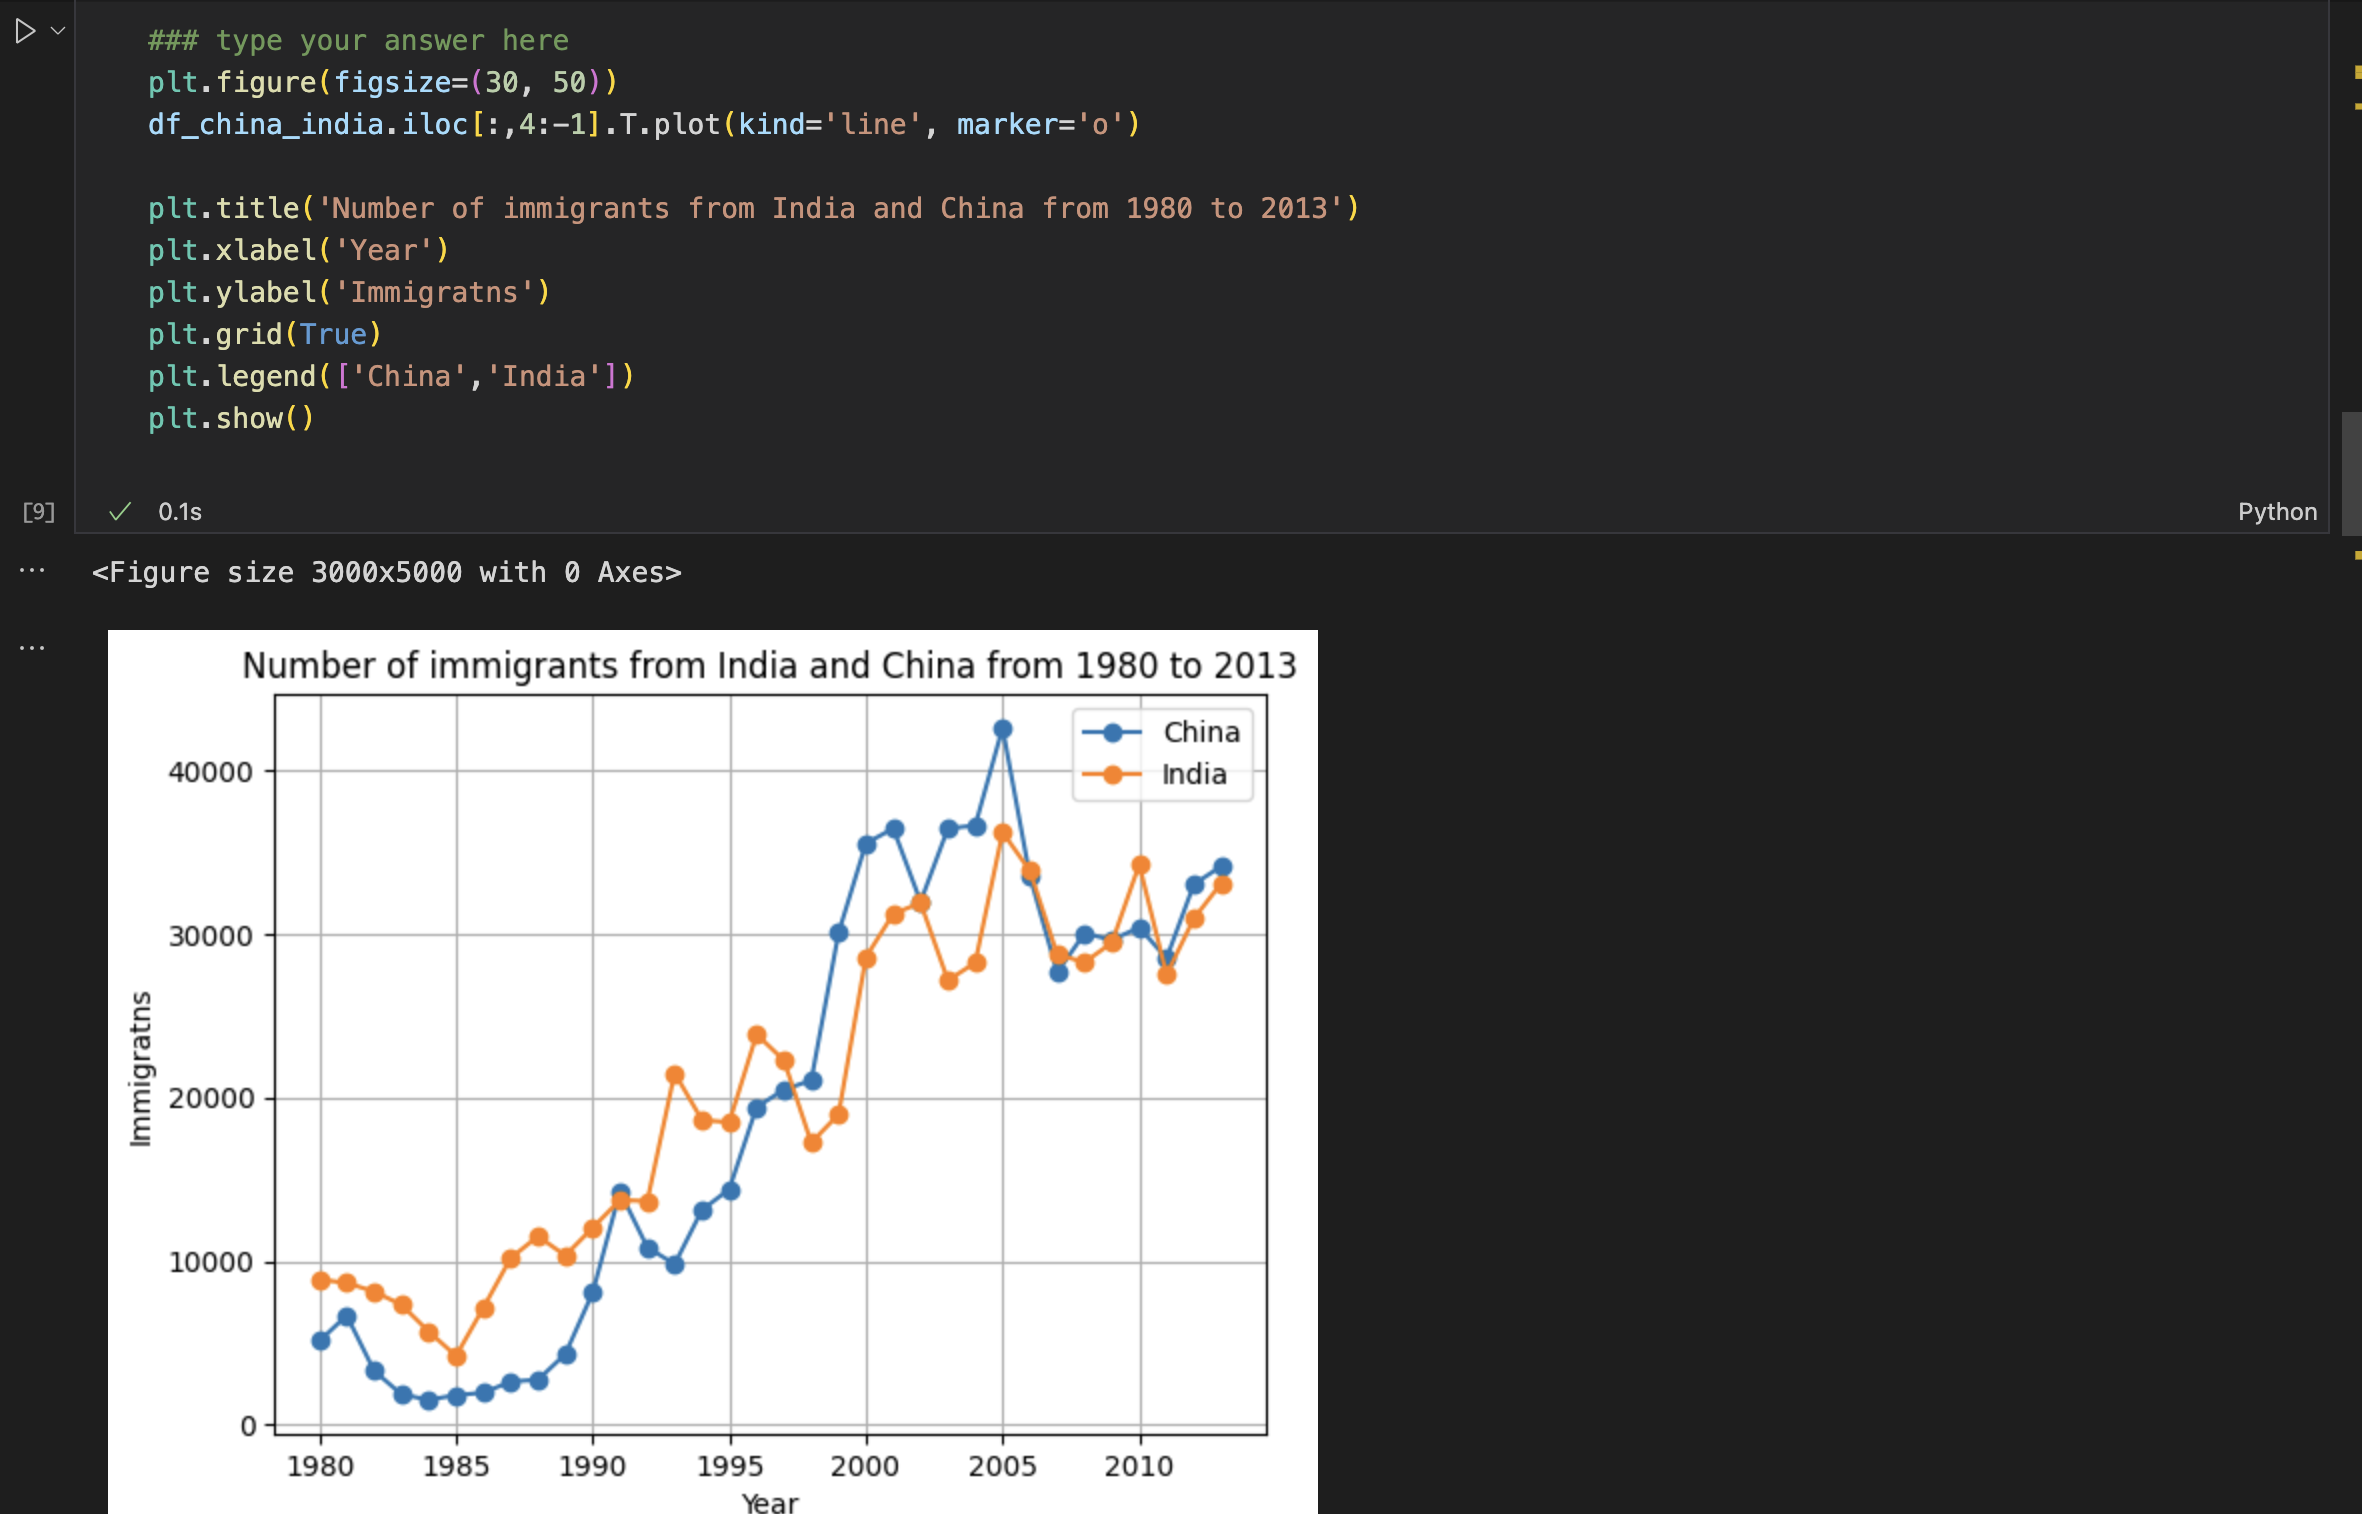 ### type your answer here
plt.figure(figsize=(30, 50))
df_china_india.iloc[:,4:-1].T.plot(kind='line', marker='o')
plt.title('Number of immigrants from India and China from 1980 to 2013')
plt.xlabel('Year')
plt.ylabel('Immigratns')
plt.grid(True)
plt.legend(['China','India'])
plt.show()
[9]
0.1s
Python
<Figure size 3000x5000 with 0 Axes>
Number of immigrants from India and China from 1980 to 2013
China
India
40000
30000
20000
10000
0
Immigratns
1980 1985 1990 1995 2000 2005 2010
Year